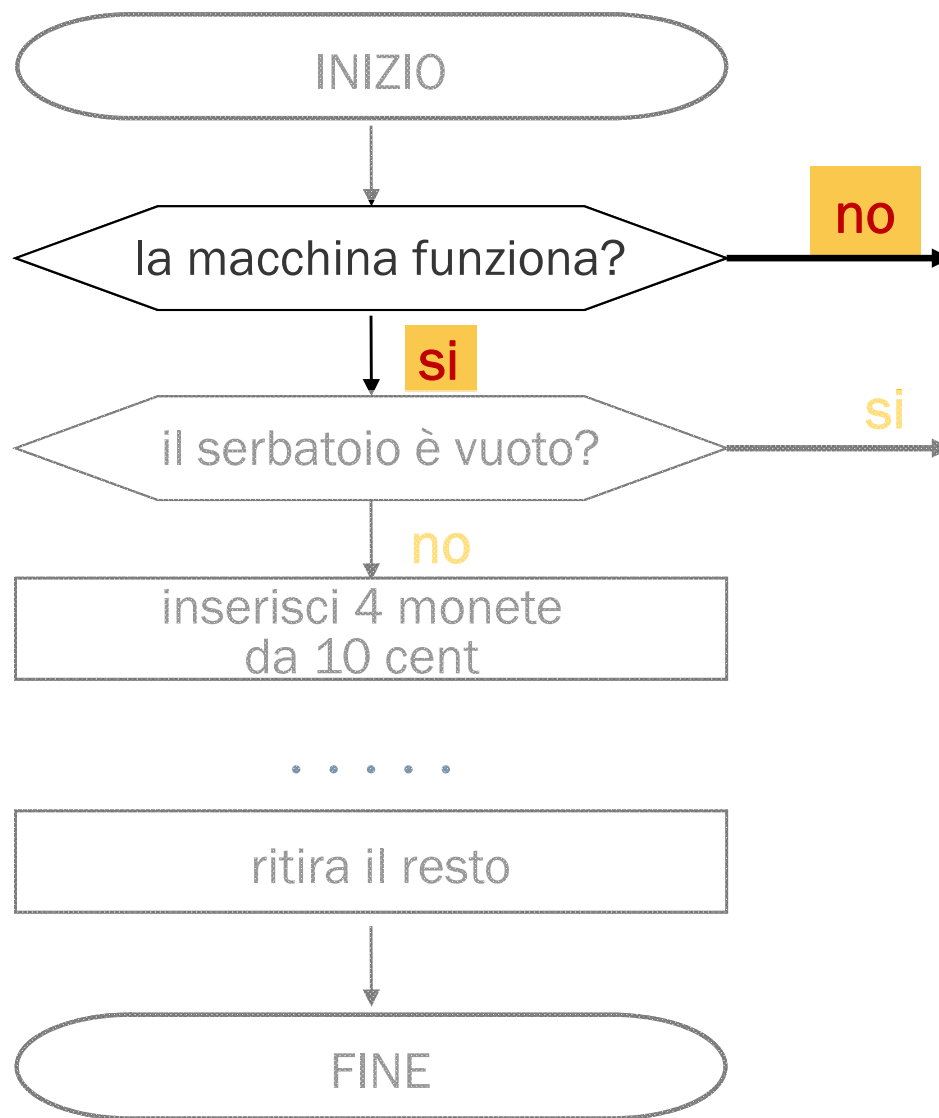 INIZIO
no
la macchina funziona?
si
si
il serbatoio è vuoto?
no
inserisci 4 monete
da 10 cent
. . . . .
ritira il resto
FINE